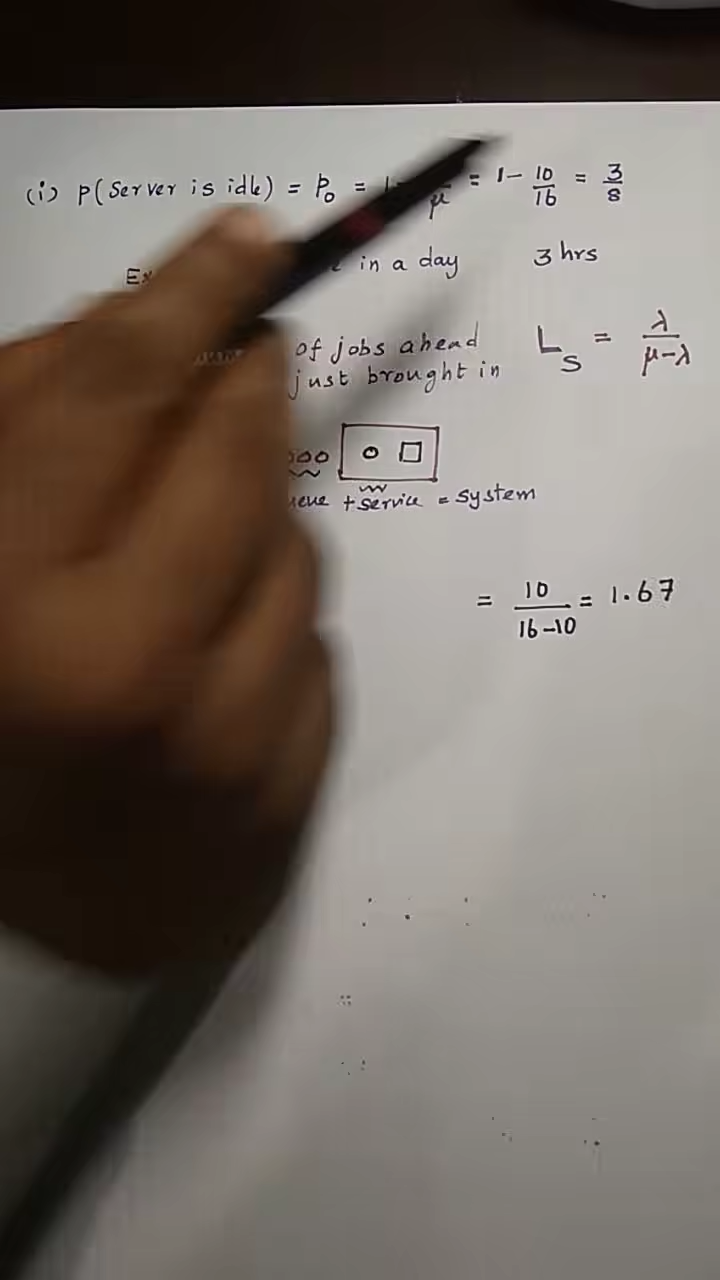 (i) P(Server is idle) = P₀ = 1 - μ = 1 - 10/16 = 3/8
in a day 3 hrs
of jobs ahead L_S = λ/(μ-λ)
just brought in
+ service = system
= 10/(16-10) = 1.67